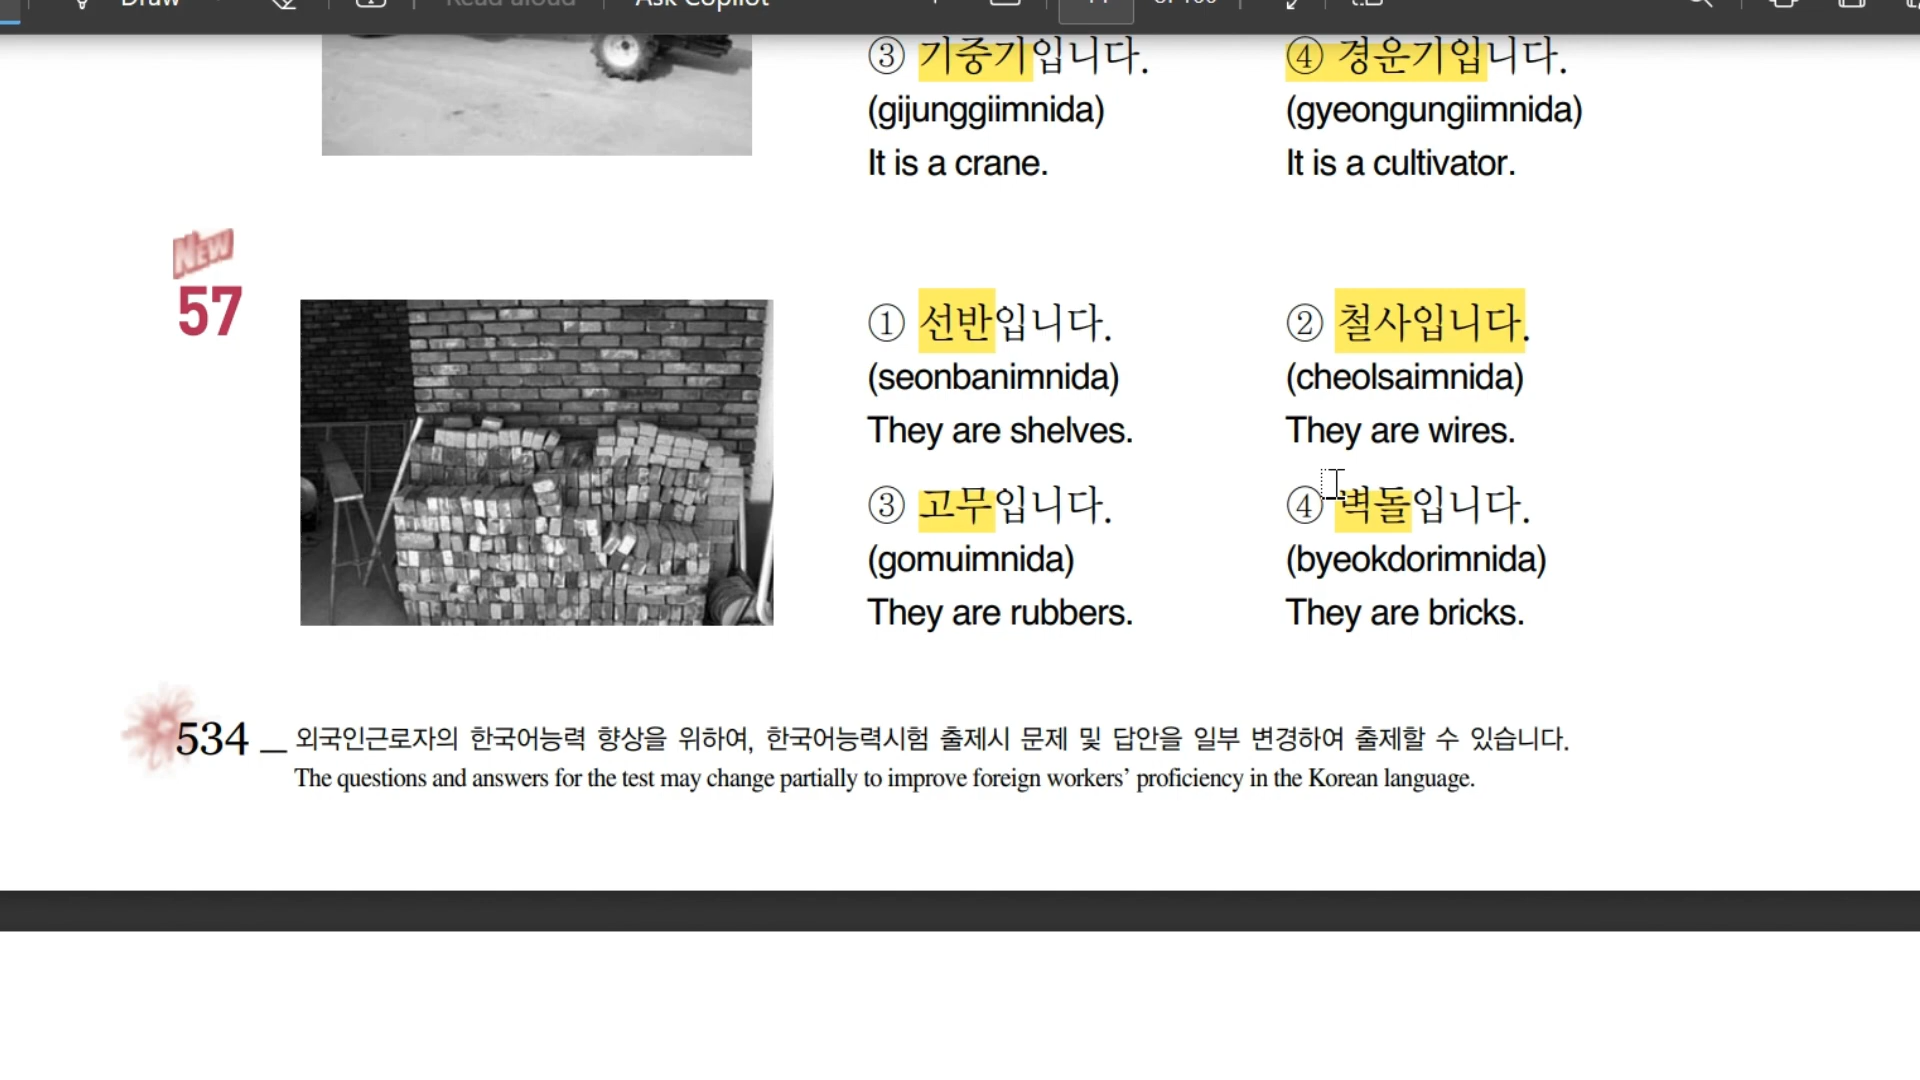 Draw
Read aloud
Ask Copilot
③ 기중기입니다.
(gijunggiimnida)
It is a crane.
④ 경운기입니다.
(gyeongungiimnida)
It is a cultivator.
NEW
57
① 선반입니다.
(seonbanimnida)
They are shelves.
② 철사입니다.
(cheolsaimnida)
They are wires.
③ 고무입니다.
(gomuimnida)
They are rubbers.
④ 벽돌입니다.
(byeokdorimnida)
They are bricks.
534 _ 외국인근로자의 한국어능력 향상을 위하여, 한국어능력시험 출제시 문제 및 답안을 일부 변경하여 출제할 수 있습니다.
The questions and answers for the test may change partially to improve foreign workers’ proficiency in the Korean language.